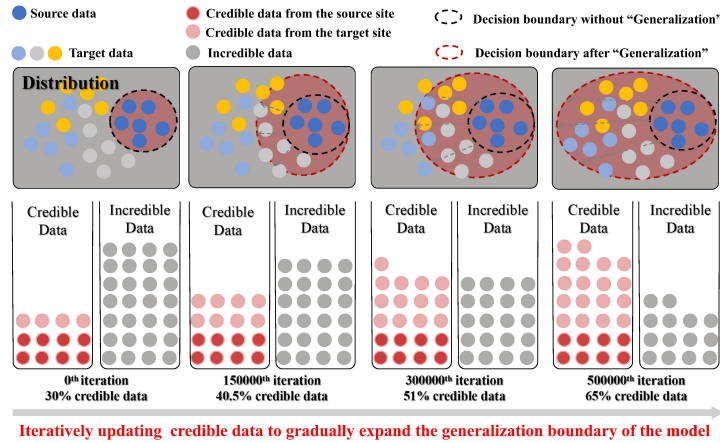 Source data
Credible data from the source site
Decision boundary without “Generalization”
Credible data from the target site
Target data
Incredible data
Decision boundary after “Generalization”
Distribution
Credible
Data
Incredible
Data
Credible
Data
Incredible
Data
Credible
Data
Incredible
Data
Credible
Data
Incredible
Data
0th iteration
30% credible data
150000th iteration
40.5% credible data
300000th iteration
51% credible data
500000th iteration
65% credible data
Iteratively updating credible data to gradually expand the generalization boundary of the model